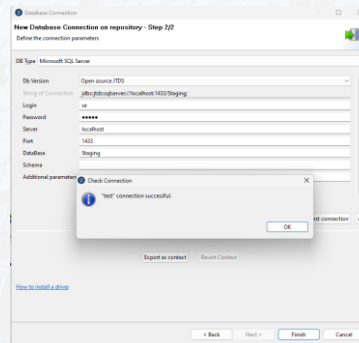 Database Connection
New Database Connection on repository - Step 2/2
Define the connection parameters
DB Type Microsoft SQL Server
Db Version Open source JTDS
String of Connection jdbc:jtds:sqlserver://localhost:1433/Staging;
Login sa
Password •••••
Server localhost
Port 1433
DataBase Staging
Schema
Additional parameters
Check Connection
"test" connection successful.
OK
st connection
Export as context Revert Context
How to install a driver
< Back Next > Finish Cancel